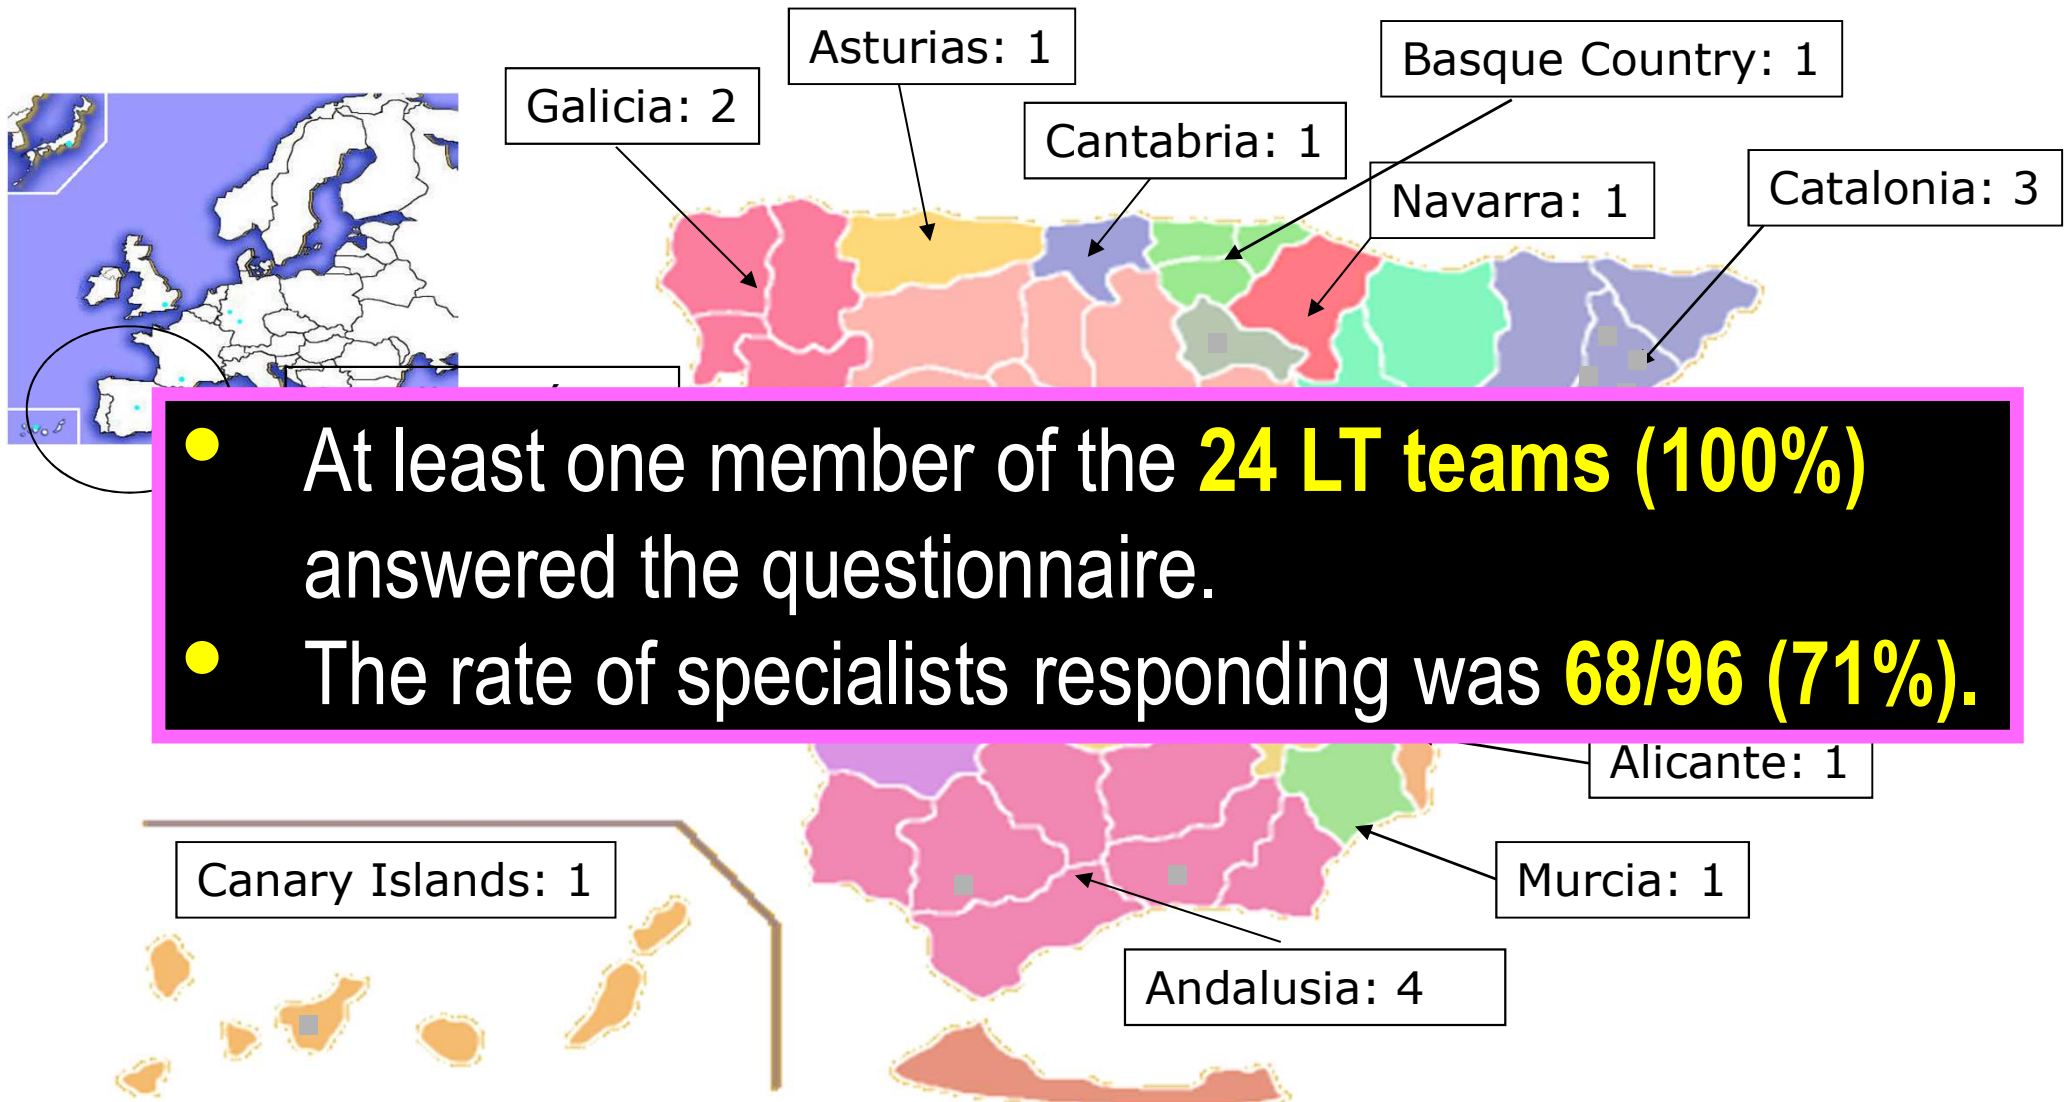 Asturias: 1
Basque Country: 1
Galicia: 2
Cantabria: 1
Navarra: 1
Catalonia: 3
• At least one member of the 24 LT teams (100%)
answered the questionnaire.
• The rate of specialists responding was 68/96 (71%).
Alicante: 1
Canary Islands: 1
Murcia: 1
Andalusia: 4